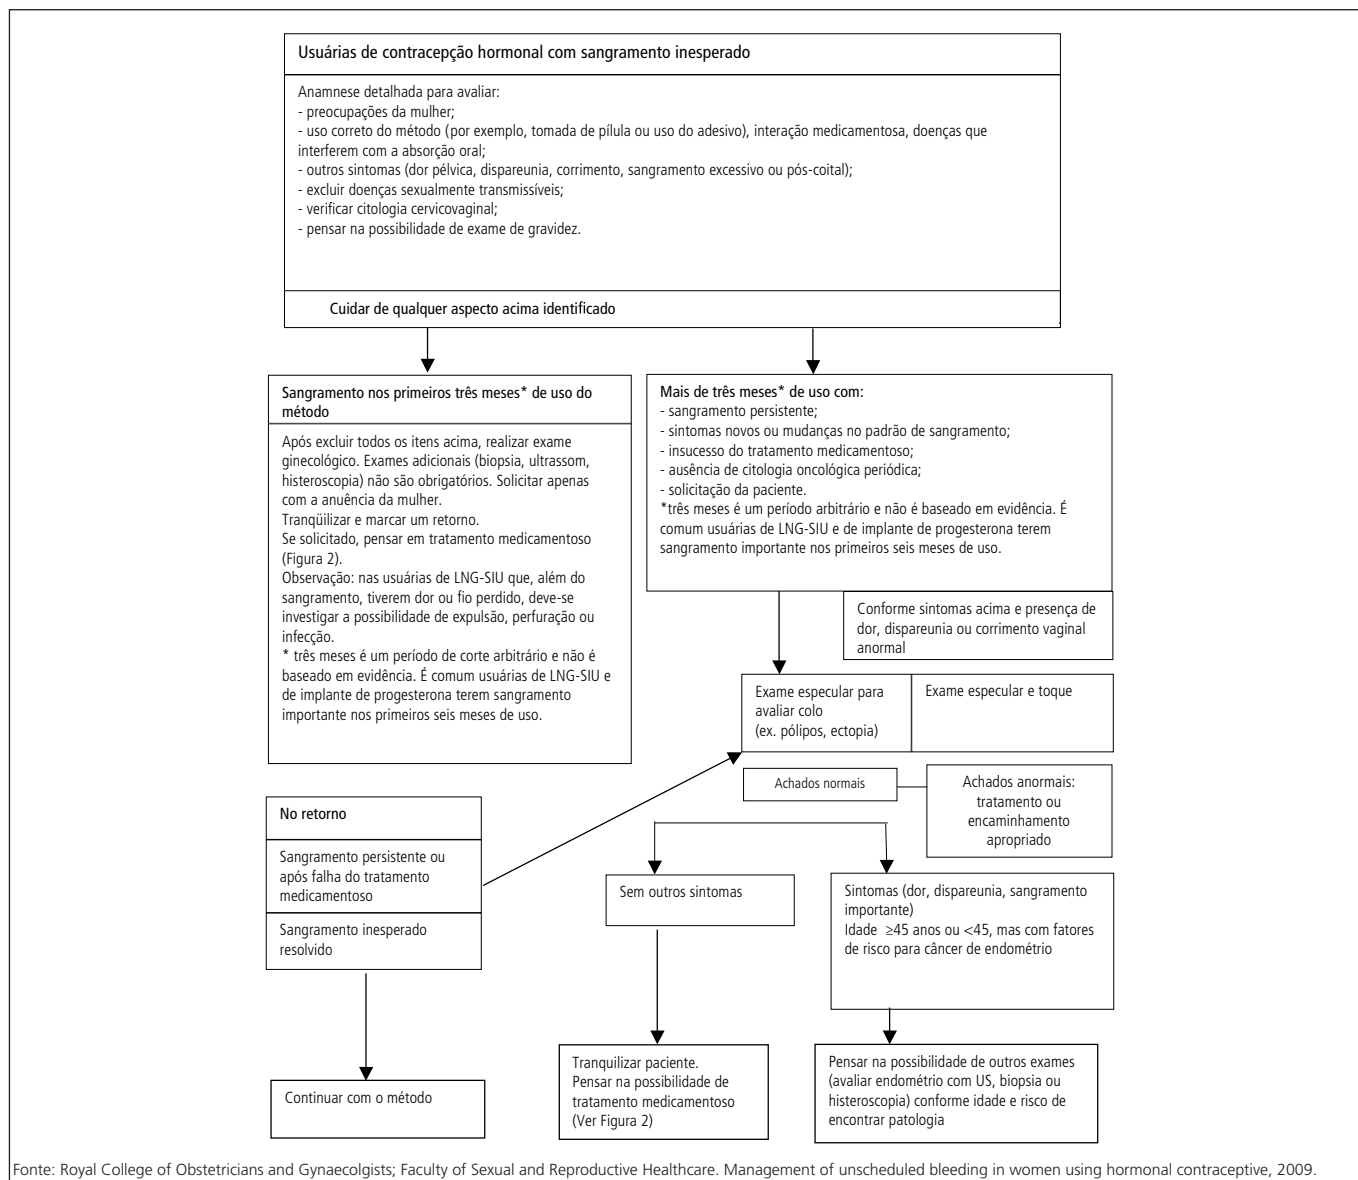 Usuárias de contracepção hormonal com sangramento inesperado
Anamnese detalhada para avaliar:
- preocupações da mulher;
- uso correto do método (por exemplo, tomada de pílula ou uso do adesivo), interação medicamentosa, doenças que
interferem com a absorção oral;
- outros sintomas (dor pélvica, dispareunia, corrimento, sangramento excessivo ou pós-coital);
- excluir doenças sexualmente transmissíveis;
- verificar citologia cervicovaginal;
- pensar na possibilidade de exame de gravidez.
Cuidar de qualquer aspecto acima identificado
Sangramento nos primeiros três meses* de uso do
método
Após excluir todos os itens acima, realizar exame
ginecológico. Exames adicionais (biopsia, ultrassom,
histeroscopia) não são obrigatórios. Solicitar apenas
com a anuência da mulher.
Tranqüilizar e marcar um retorno.
Se solicitado, pensar em tratamento medicamentoso
(Figura 2).
Observação: nas usuárias de LNG-SIU que, além do
sangramento, tiverem dor ou fio perdido, deve-se
investigar a possibilidade de expulsão, perfuração ou
infecção.
* três meses é um período de corte arbitrário e não é
baseado em evidência. É comum usuárias de LNG-SIU e
de implante de progesterona terem sangramento
importante nos primeiros seis meses de uso.
Mais de três meses* de uso com:
- sangramento persistente;
- sintomas novos ou mudanças no padrão de sangramento;
- insucesso do tratamento medicamentoso;
- ausência de citologia oncológica periódica;
- solicitação da paciente.
*três meses é um período arbitrário e não é baseado em evidência. É
comum usuárias de LNG-SIU e de implante de progesterona terem
sangramento importante nos primeiros seis meses de uso.
Conforme sintomas acima e presença de
dor, dispareunia ou corrimento vaginal
anormal
Exame especular para
avaliar colo
(ex. pólipos, ectopia)
Exame especular e toque
Achados normais
Achados anormais:
tratamento ou
encaminhamento
apropriado
No retorno
Sangramento persistente ou
após falha do tratamento
medicamentoso
Sangramento inesperado
resolvido
Sem outros sintomas
Sintomas (dor, dispareunia, sangramento
importante)
Idade ≥45 anos ou <45, mas com fatores
de risco para câncer de endométrio
Continuar com o método
Tranquilizar paciente.
Pensar na possibilidade de
tratamento medicamentoso
(Ver Figura 2)
Pensar na possibilidade de outros exames
(avaliar endométrio com US, biopsia ou
histeroscopia) conforme idade e risco de
encontrar patologia
Fonte: Royal College of Obstetricians and Gynaecolgists; Faculty of Sexual and Reproductive Healthcare. Management of unscheduled bleeding in women using hormonal contraceptive, 2009.